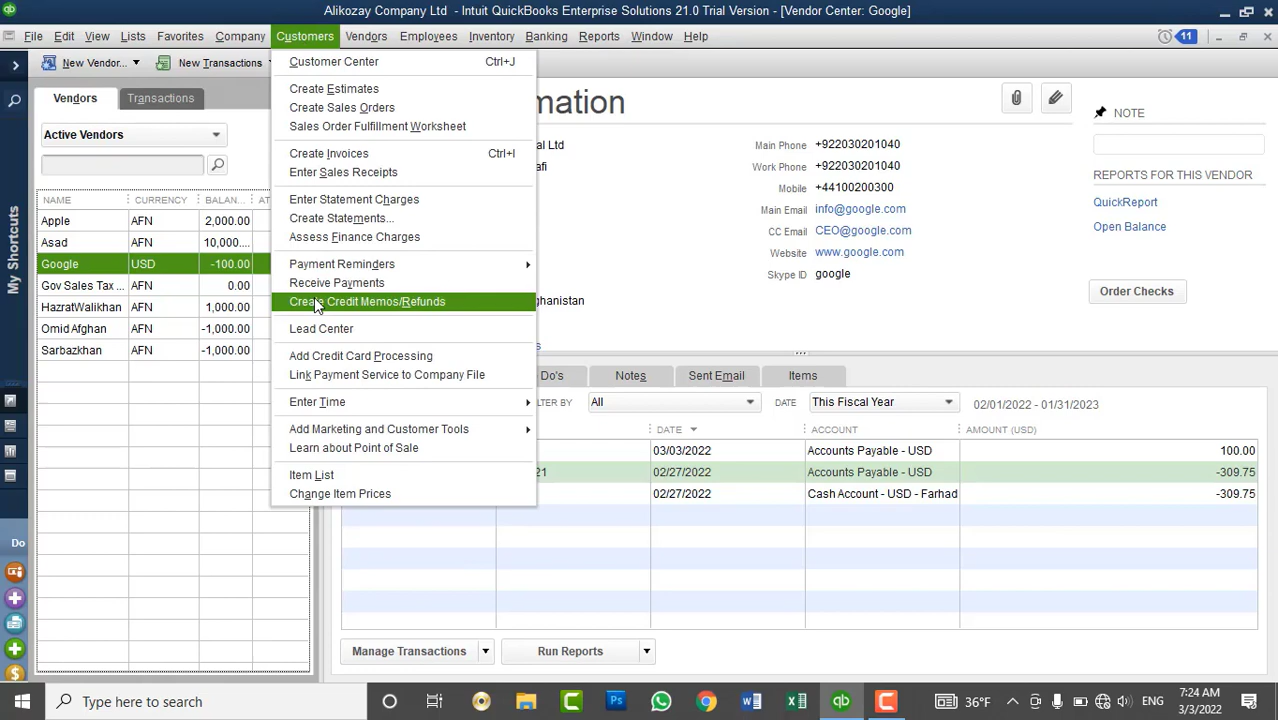 Alikozay Company Ltd - Intuit QuickBooks Enterprise Solutions 21.0 Trial Version - [Vendor Center: Google]
File Edit View Lists Favorites Company Customers Vendors Employees Inventory Banking Reports Window Help 11
New Vendor... New Transactions
Vendors Transactions
Active Vendors
NAME CURRENCY BALAN... AT
Apple AFN 2,000.00
Asad AFN 10,000....
Google USD -100.00
Gov Sales Tax ... AFN 0.00
HazratWalikhan AFN 1,000.00
Omid Afghan AFN -1,000.00
Sarbazkhan AFN -1,000.00
My Shortcuts
Do
Customer Center Ctrl+J
Create Estimates
Create Sales Orders
Sales Order Fulfillment Worksheet
Create Invoices Ctrl+I
Enter Sales Receipts
Enter Statement Charges
Create Statements...
Assess Finance Charges
Payment Reminders
Receive Payments
Create Credit Memos/Refunds
Lead Center
Add Credit Card Processing
Link Payment Service to Company File
Enter Time
Add Marketing and Customer Tools
Learn about Point of Sale
Item List
Change Item Prices
mation
al Ltd
afi
ghanistan
s
Main Phone +922030201040
Work Phone +922030201040
Mobile +44100200300
Main Email info@google.com
CC Email CEO@google.com
Website www.google.com
Skype ID google
NOTE
REPORTS FOR THIS VENDOR
QuickReport
Open Balance
Order Checks
Do's Notes Sent Email Items
LTER BY All DATE This Fiscal Year 02/01/2022 - 01/31/2023
DATE ACCOUNT AMOUNT (USD)
03/03/2022 Accounts Payable - USD 100.00
21 02/27/2022 Accounts Payable - USD -309.75
02/27/2022 Cash Account - USD - Farhad -309.75
Manage Transactions Run Reports
Type here to search
36°F ENG 7:24 AM
3/3/2022